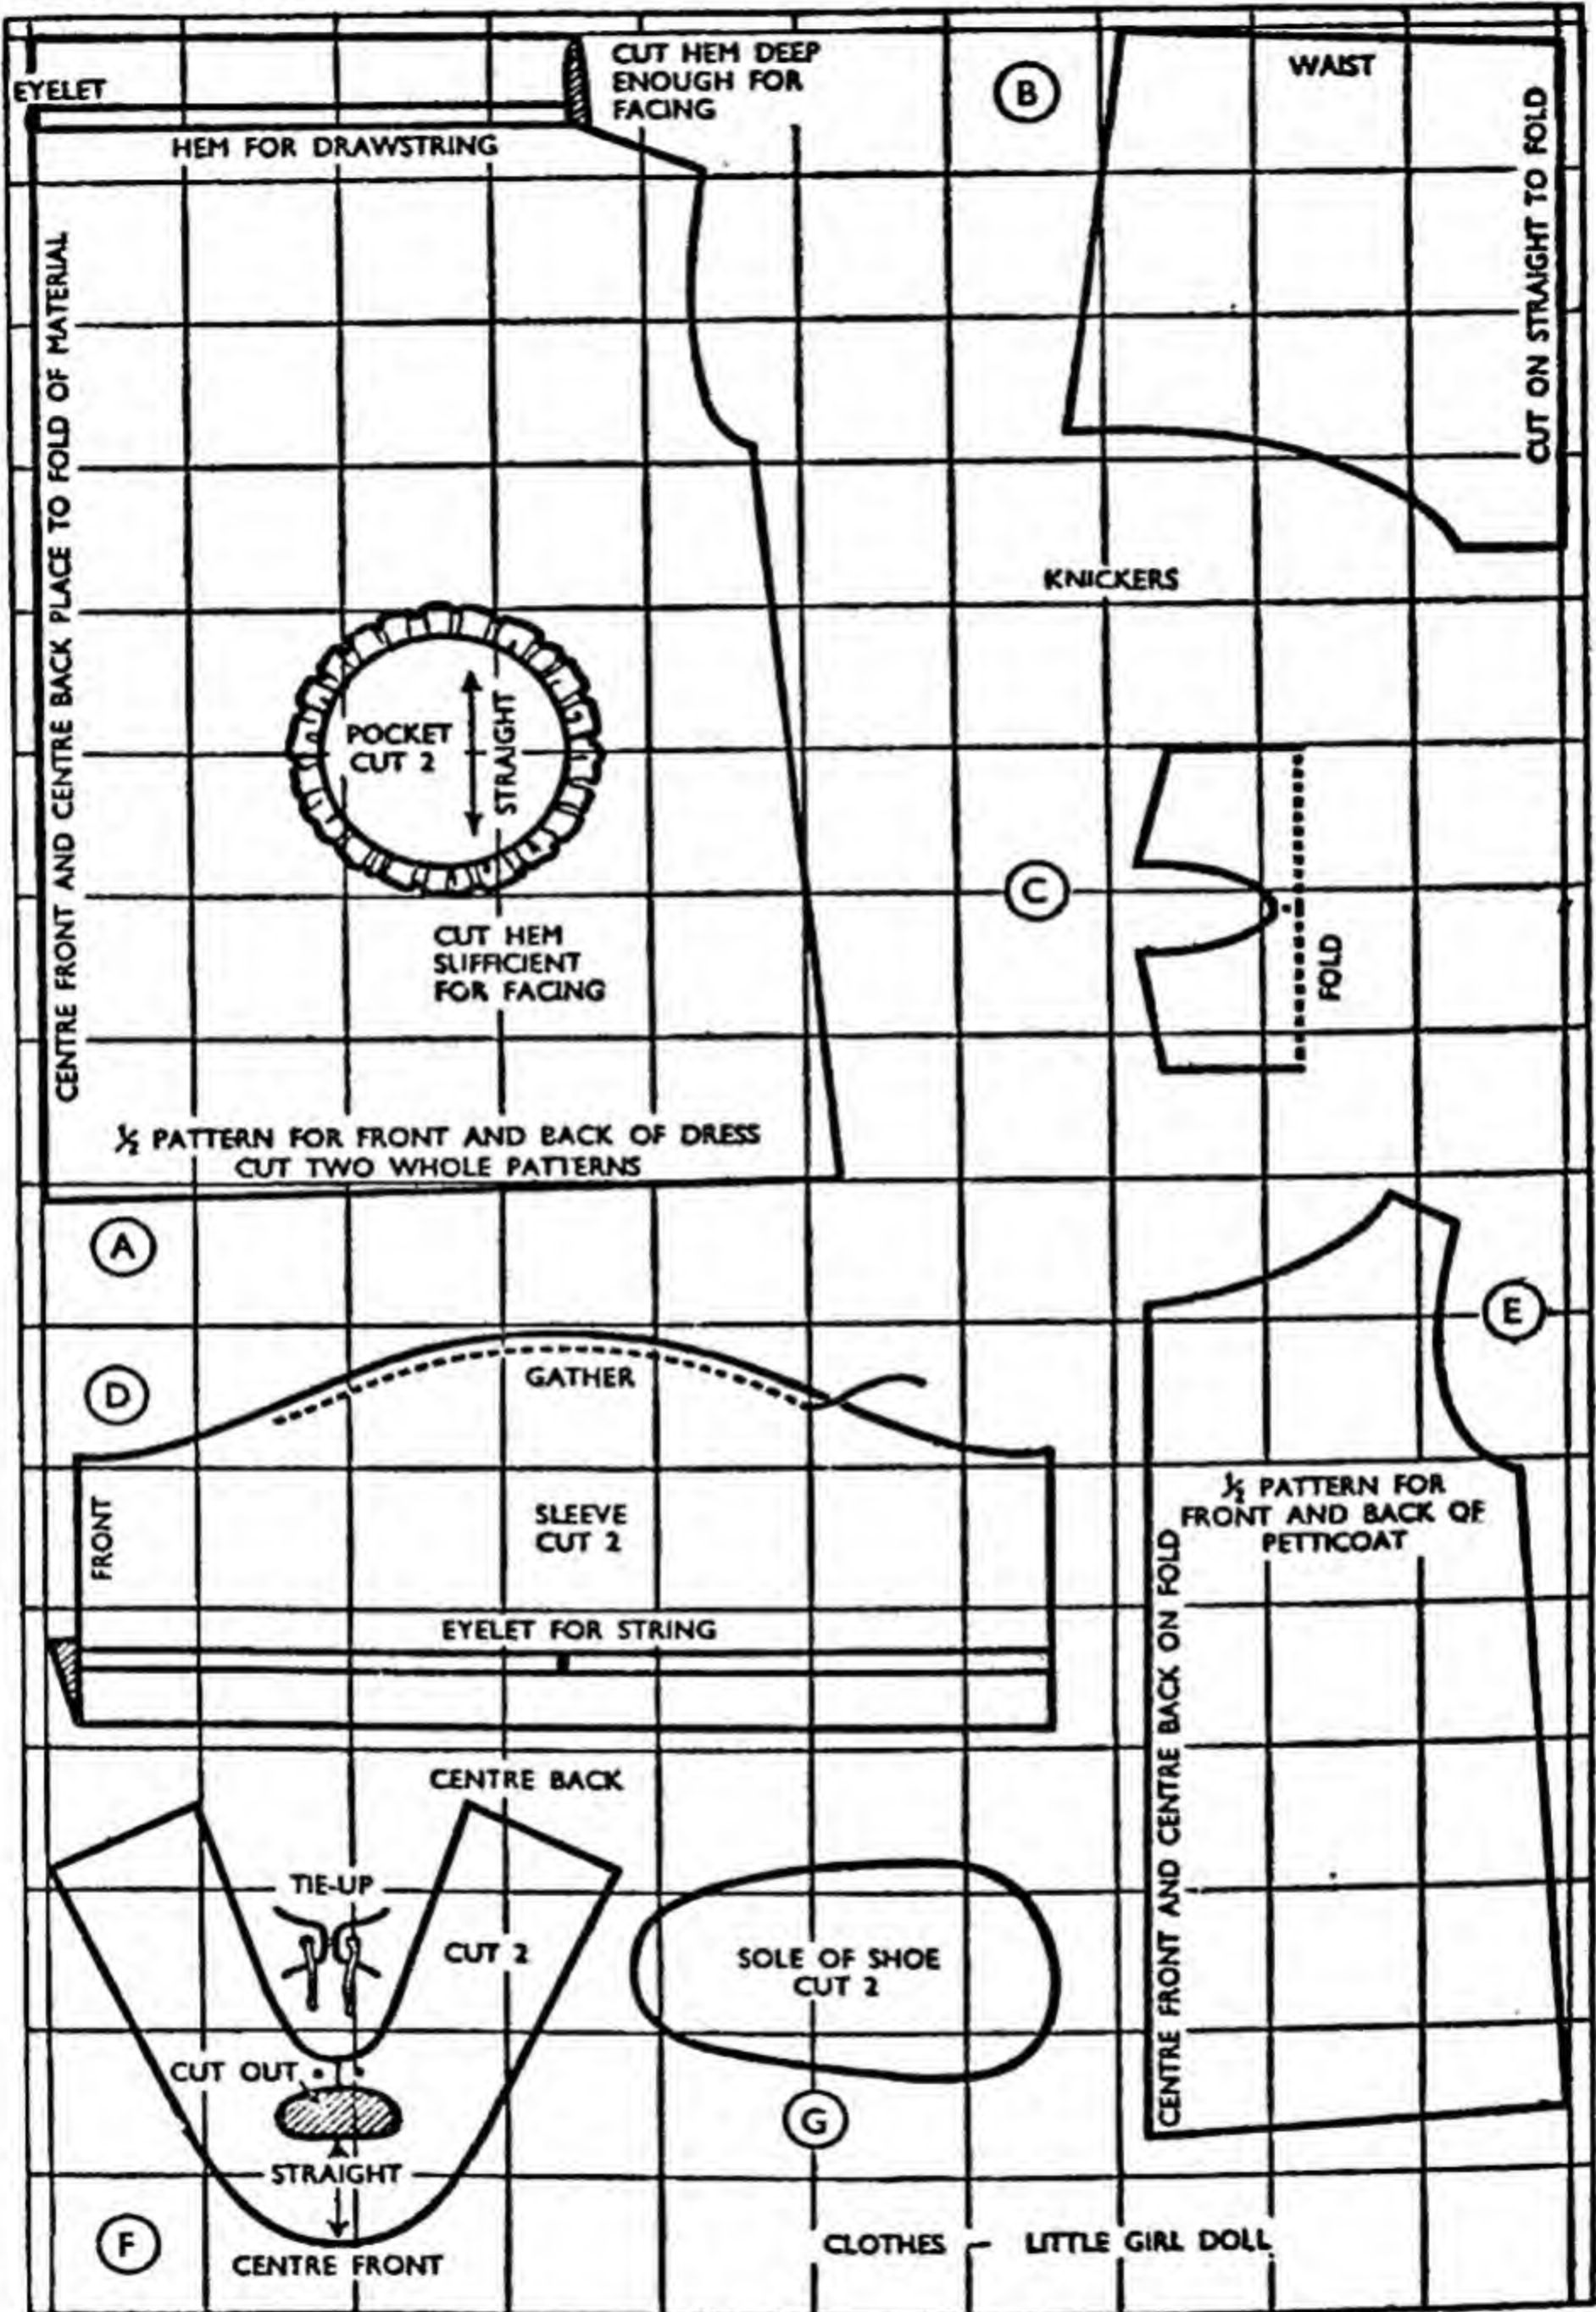 EYELET
CUT HEM DEEP
ENOUGH FOR
FACING
HEM FOR DRAWSTRING
CENTRE FRONT AND CENTRE BACK PLACE TO FOLD OF MATERIAL
POCKET
CUT 2
STRAIGHT
CUT HEM
SUFFICIENT
FOR FACING
½ PATTERN FOR FRONT AND BACK OF DRESS
CUT TWO WHOLE PATTERNS
A
B
WAIST
CUT ON STRAIGHT TO FOLD
KNICKERS
C
FOLD
D
GATHER
FRONT
SLEEVE
CUT 2
EYELET FOR STRING
E
½ PATTERN FOR
FRONT AND BACK OF
PETTICOAT
CENTRE FRONT AND CENTRE BACK ON FOLD
CENTRE BACK
TIE-UP
CUT 2
CUT OUT
STRAIGHT
F
CENTRE FRONT
SOLE OF SHOE
CUT 2
G
CLOTHES - LITTLE GIRL DOLL